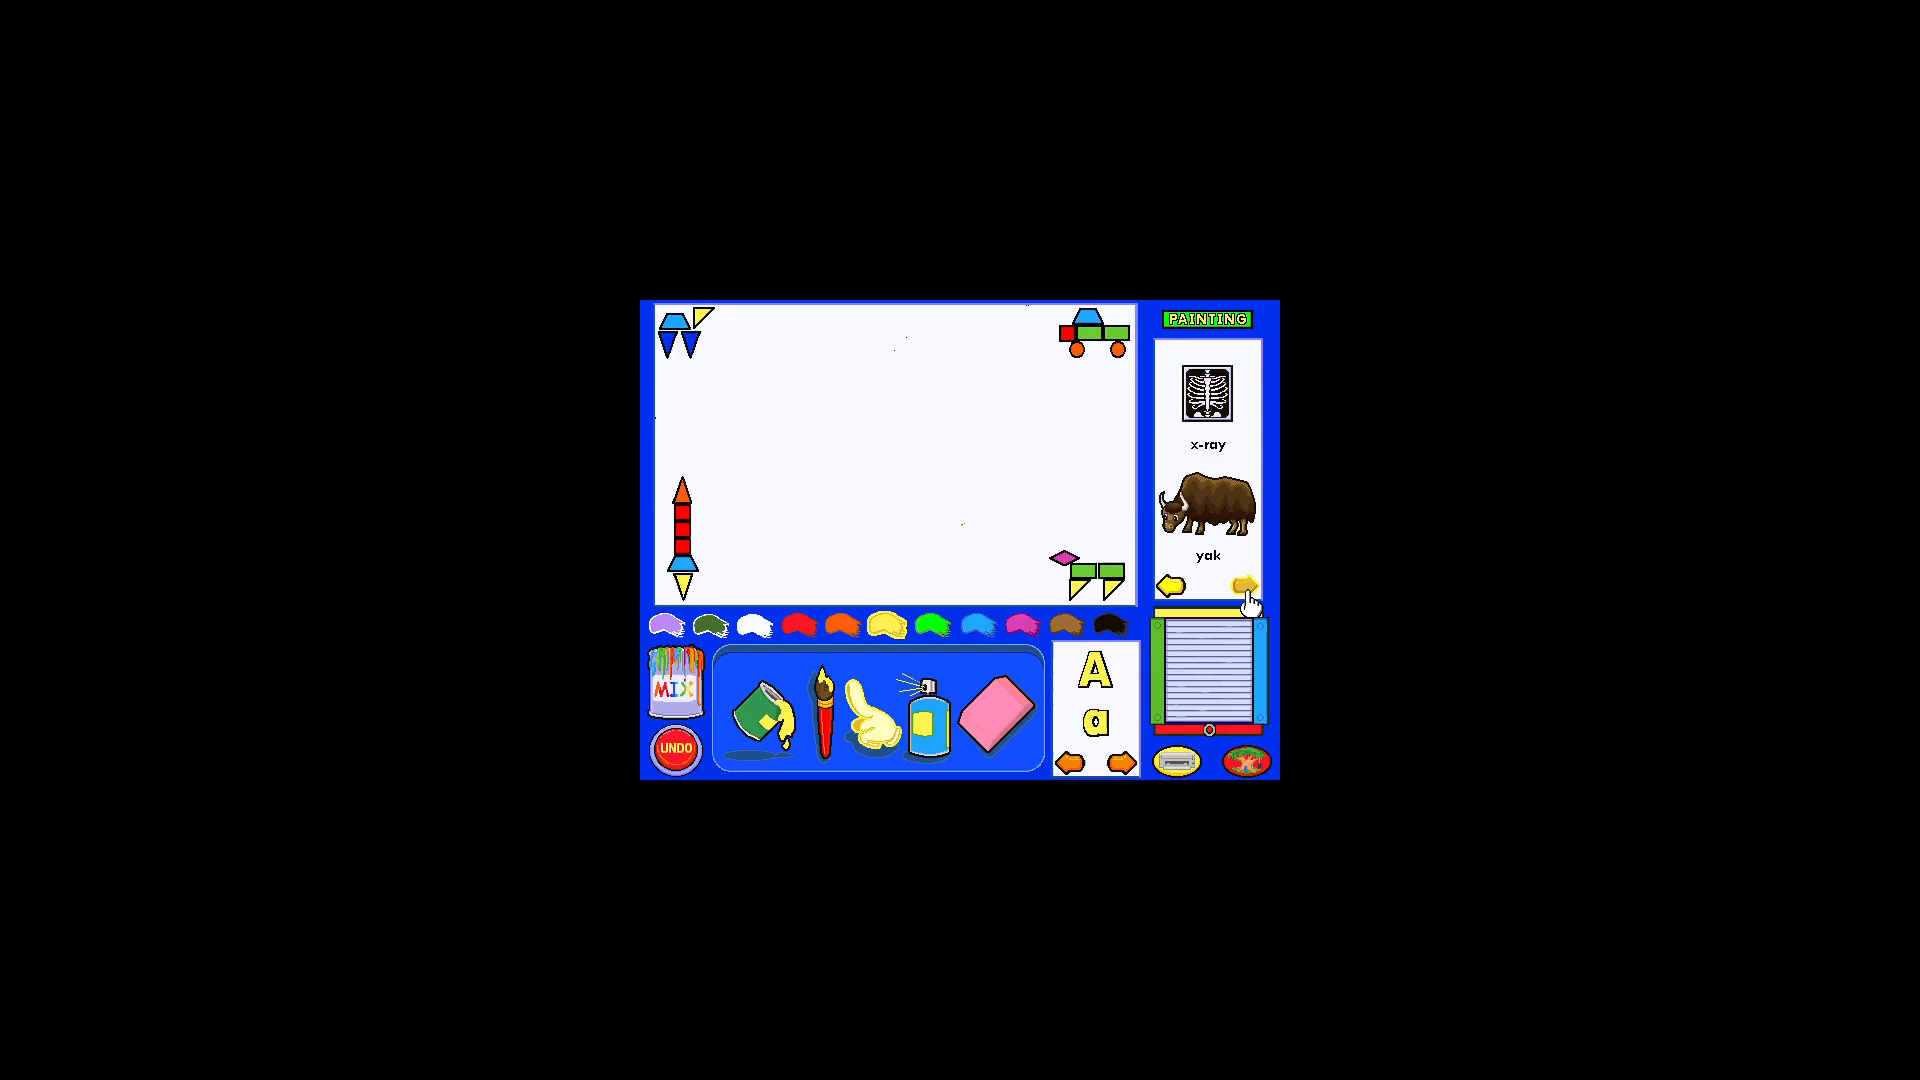 PAINTING
x-ray
yak
MIX
A
a
UNDO